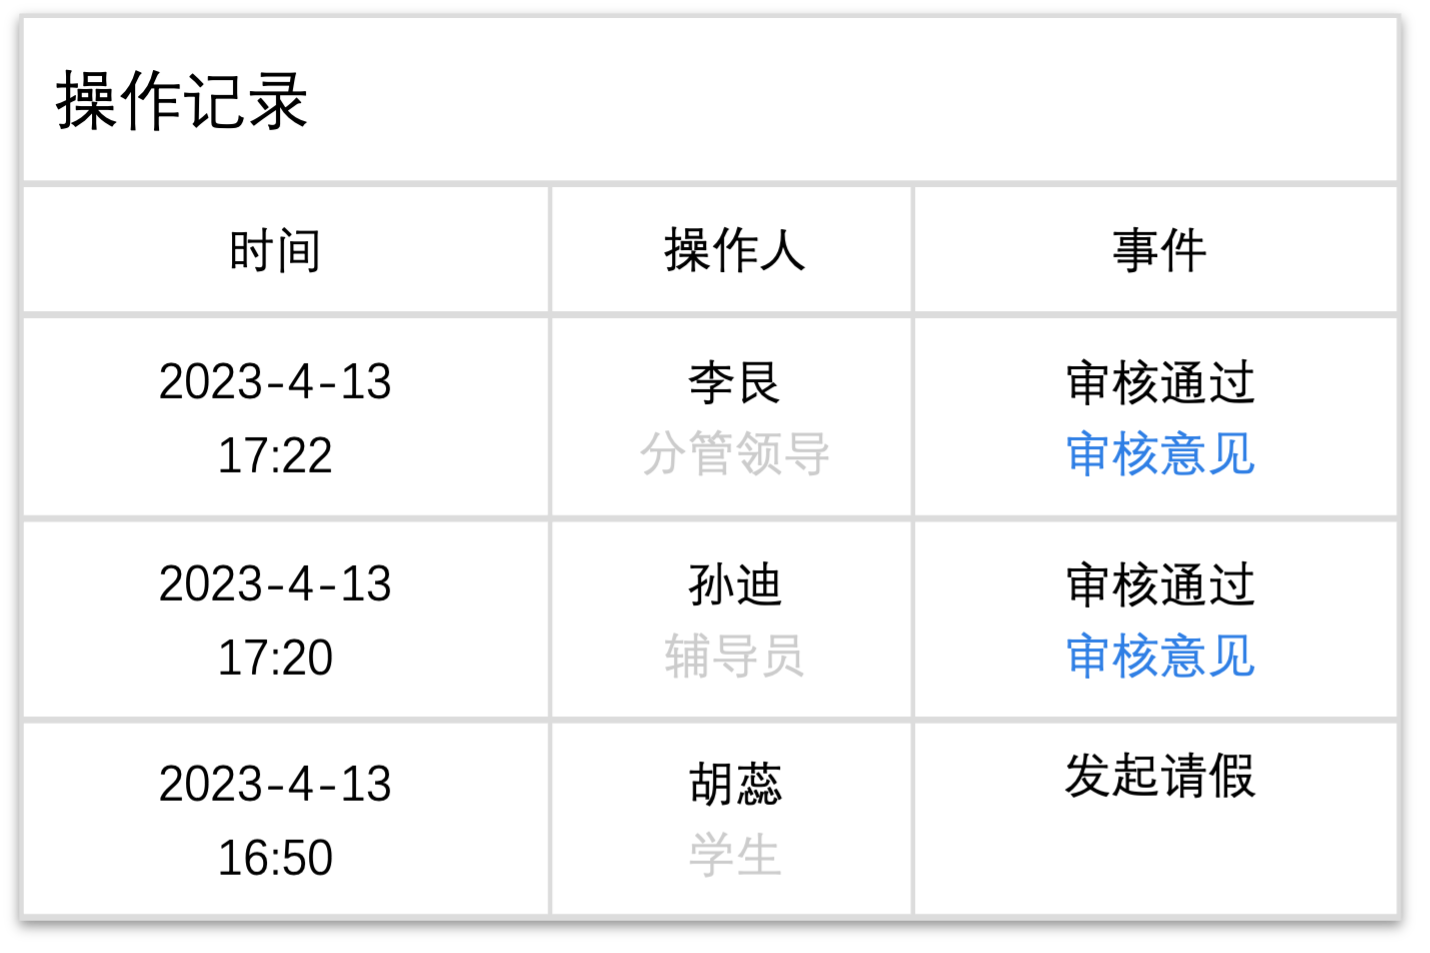 操作记录
时间 操作人 事件
2023-4-13 李艮 审核通过
17:22 分管领导 审核意见
2023-4-13 孙迪 审核通过
17:20 辅导员 审核意见
2023-4-13 胡蕊 发起请假
16:50 学生